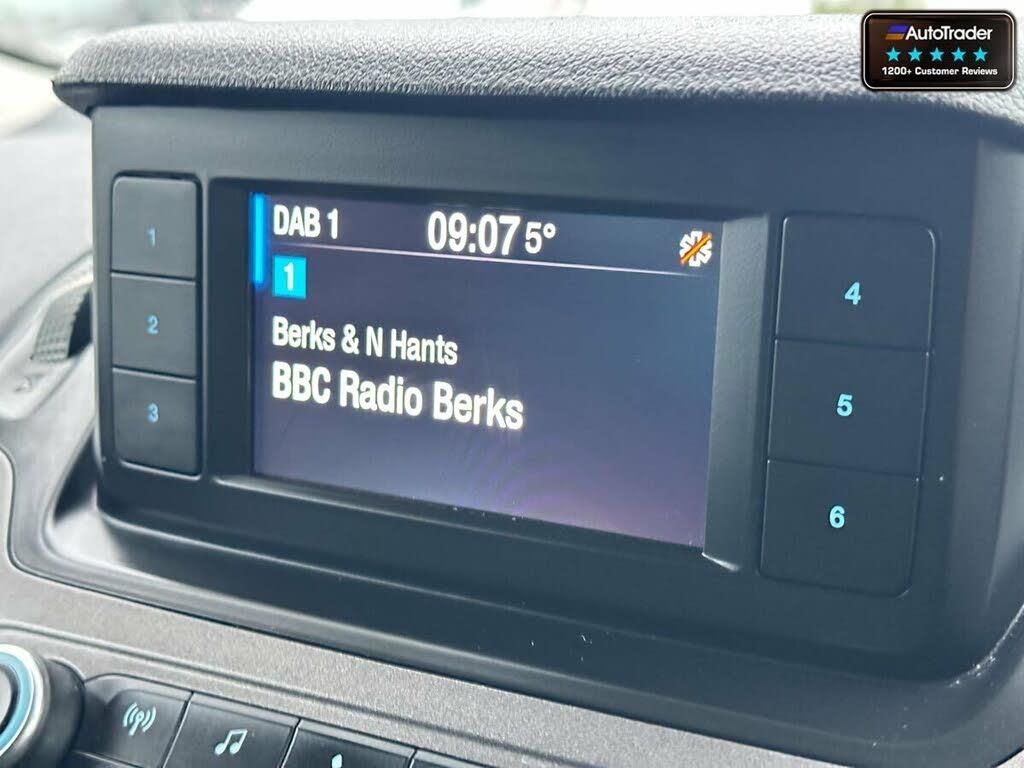 AutoTrader
1200+ Customer Reviews
DAB 1 09:07 5°
1
Berks & N Hants
BBC Radio Berks
1
2
3
4
5
6